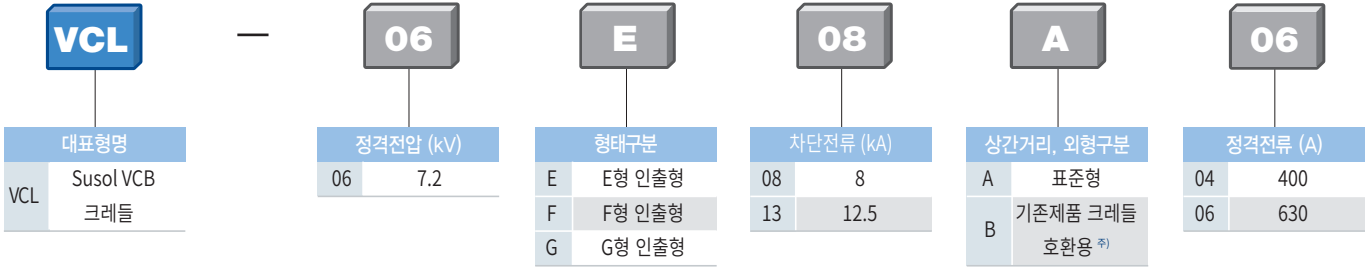 VCL — 06 E 08 A 06
대표형명
VCL Susol VCB
크레들
정격전압 (kV)
06 7.2
형태구분
E E형 인출형
F F형 인출형
G G형 인출형
차단전류 (kA)
08 8
13 12.5
상간거리, 외형구분
A 표준형
B 기존제품 크레들
호환용 주)
정격전류 (A)
04 400
06 630